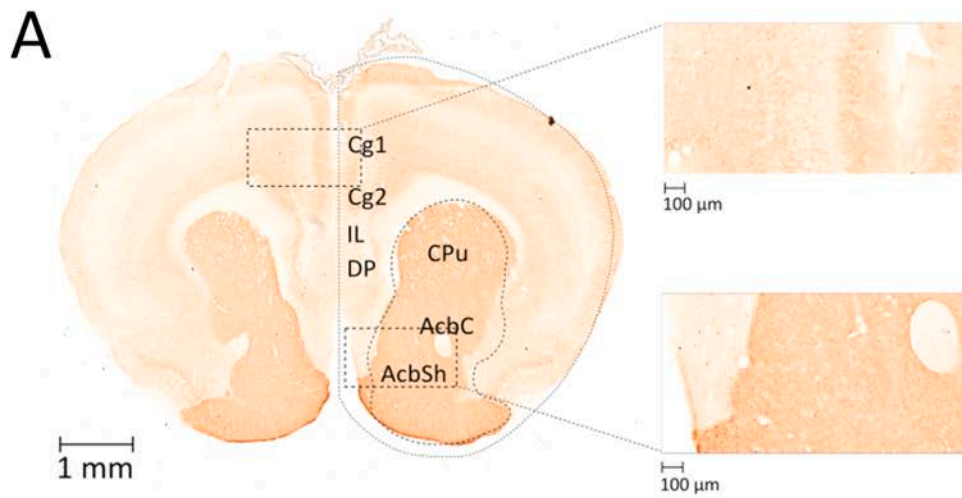 A
Cg1
Cg2
IL
DP
CPu
AcbC
AcbSh
1 mm
100 µm
100 µm